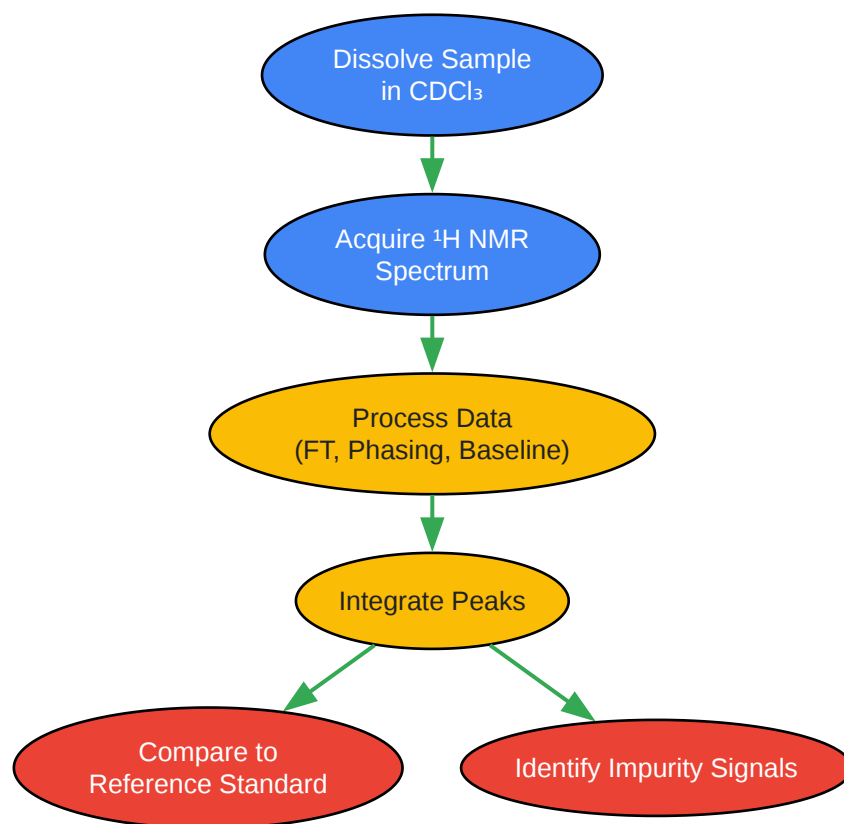 Dissolve Sample
in CDCl₃
Acquire ¹H NMR
Spectrum
Process Data
(FT, Phasing, Baseline)
Integrate Peaks
Compare to
Reference Standard
Identify Impurity Signals